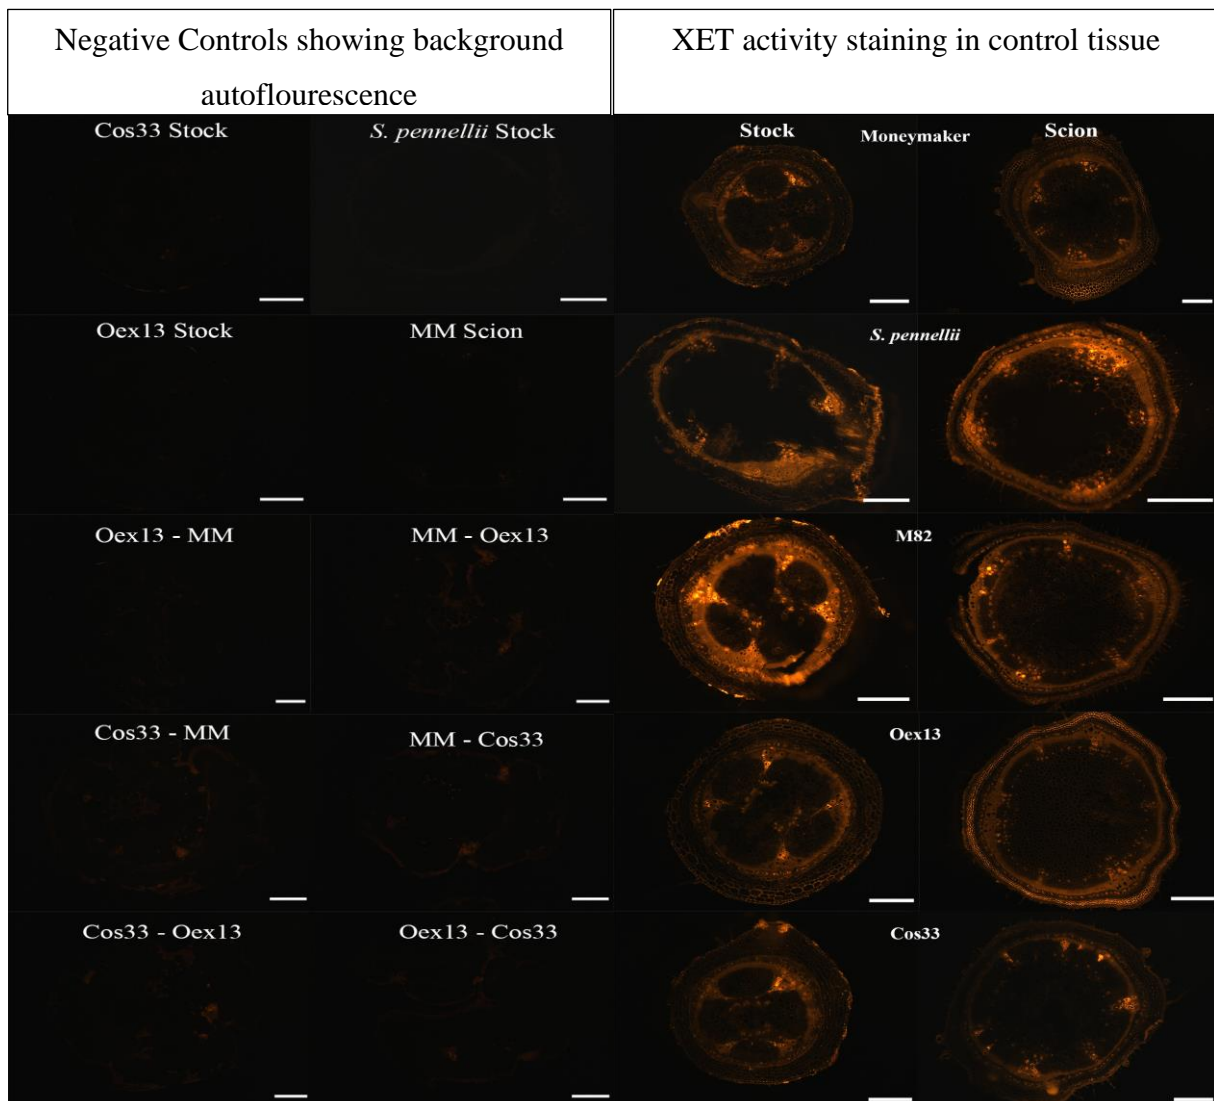 Negative Controls showing background
autoflourescence
XET activity staining in control tissue
Cos33 Stock
S. pennellii Stock
Stock
Moneymaker
Scion
Oex13 Stock
MM Scion
S. pennellii
Oex13 - MM
MM - Oex13
M82
Cos33 - MM
MM - Cos33
Oex13
Cos33 - Oex13
Oex13 - Cos33
Cos33